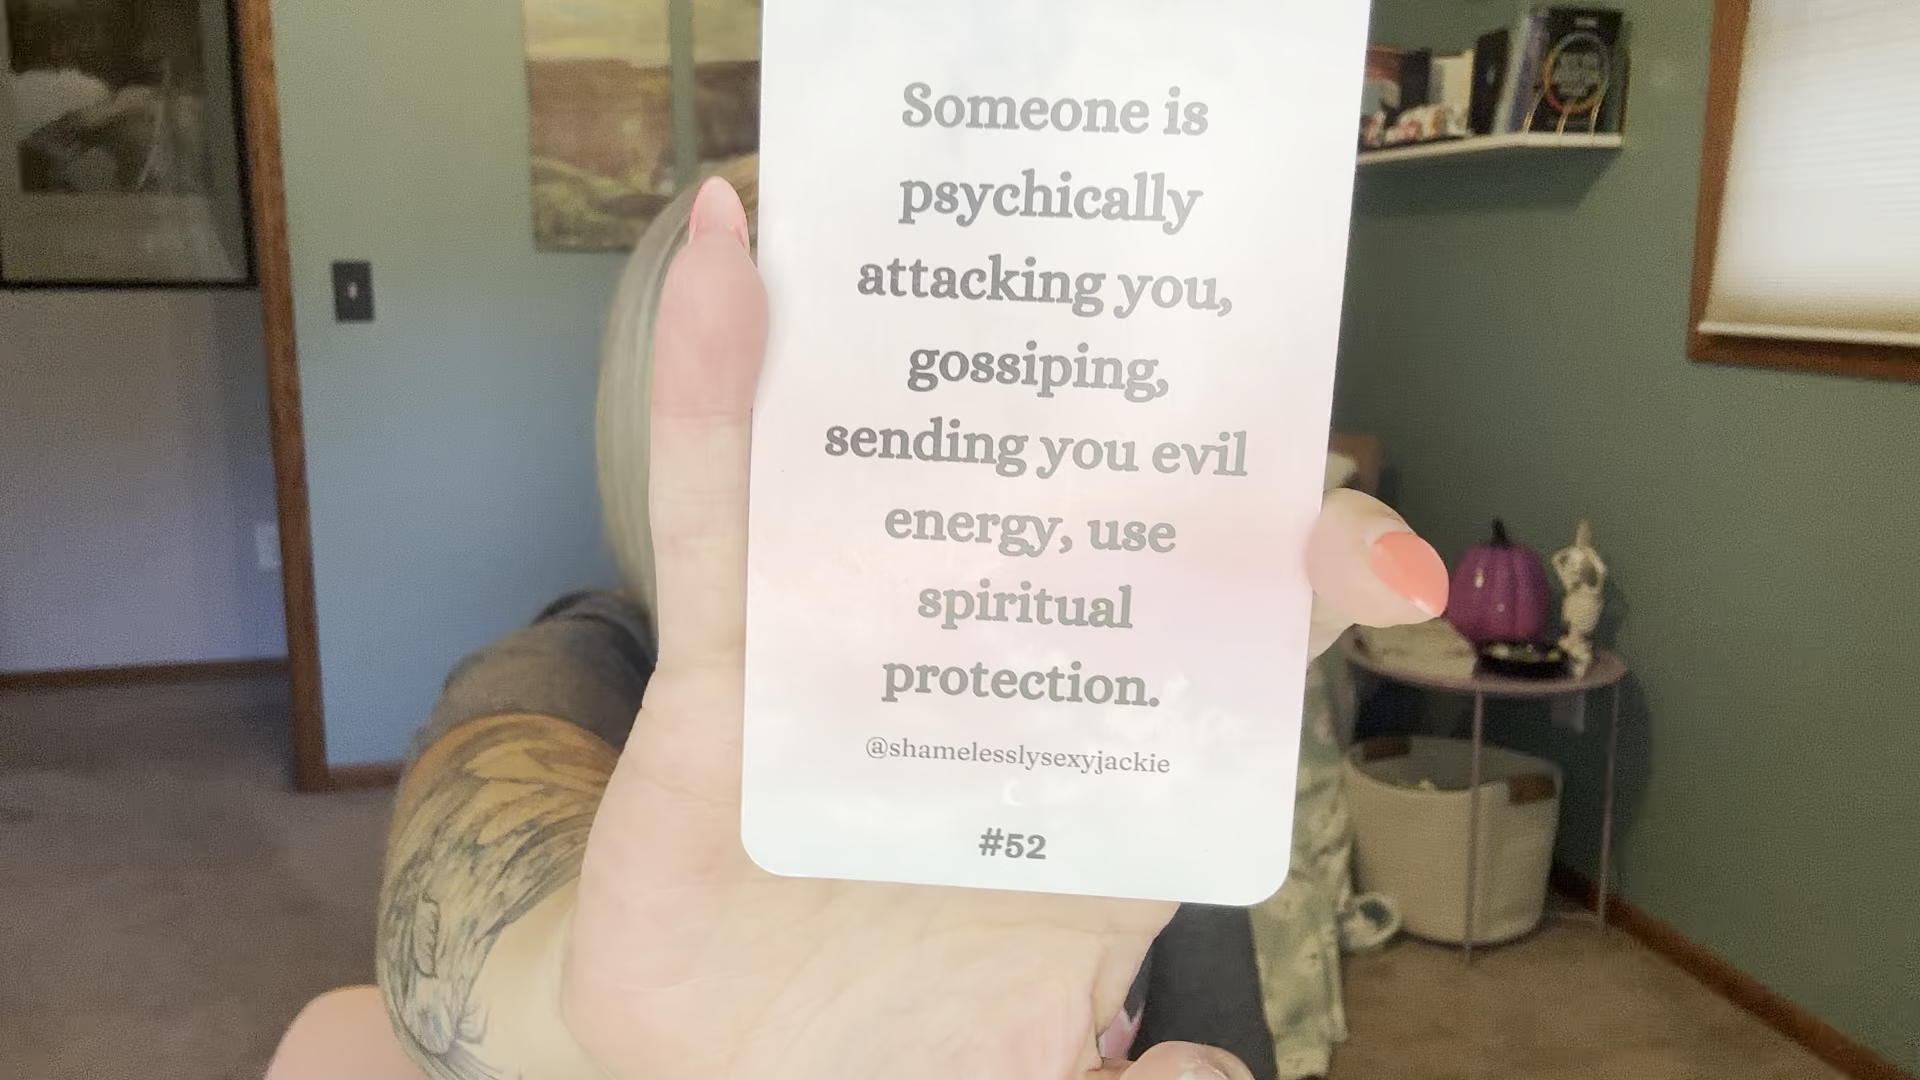 Someone is
psychically
attacking you,
gossiping,
sending you evil
energy, use
spiritual
protection.
@shamelesslysexyjackie
#52